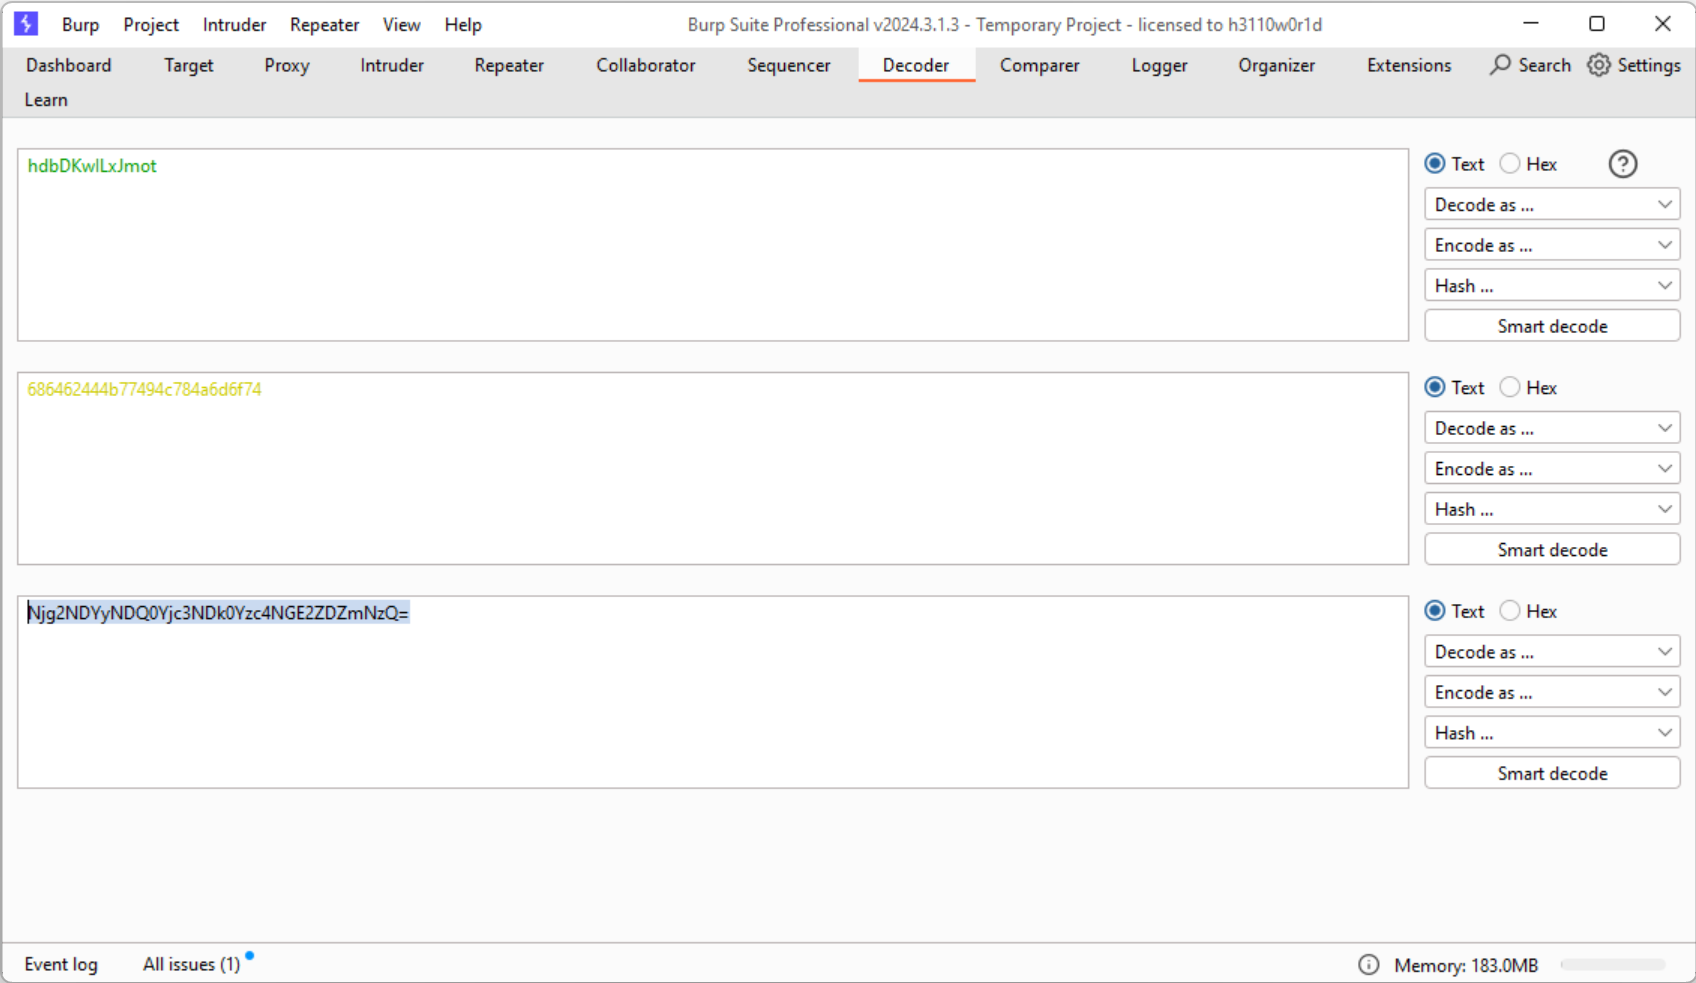 Burp Project Intruder Repeater View Help Burp Suite Professional v2024.3.1.3 - Temporary Project - licensed to h3110w0r1d
Dashboard Target Proxy Intruder Repeater Collaborator Sequencer Decoder Comparer Logger Organizer Extensions Search Settings
Learn
hdbDKwILxJmot
Text Hex ?
Decode as ...
Encode as ...
Hash ...
Smart decode
686462444b77494c784a6d6f74
Text Hex
Decode as ...
Encode as ...
Hash ...
Smart decode
Njg2NDYyNDQ0Yjc3NDk0Yzc4NGE2ZDZmNzQ=
Text Hex
Decode as ...
Encode as ...
Hash ...
Smart decode
Event log All issues (1) Memory: 183.0MB